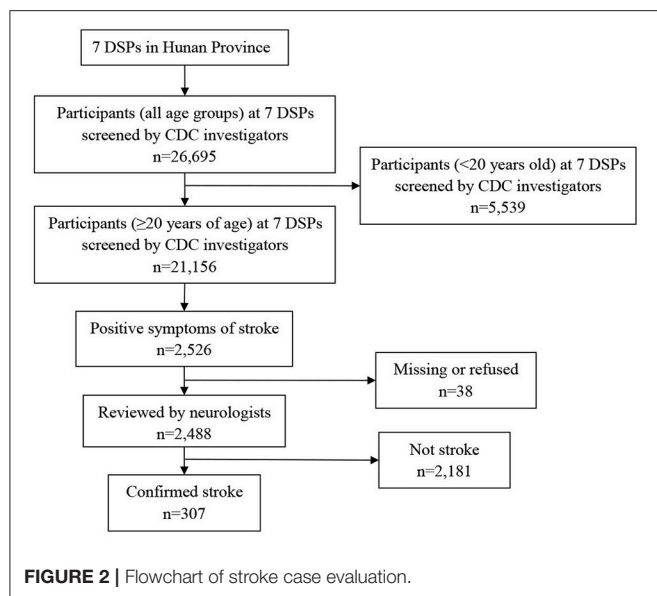 7 DSPs in Hunan Province
Participants (all age groups) at 7 DSPs
screened by CDC investigators
n=26,695
Participants (<20 years old) at 7 DSPs
screened by CDC investigators
n=5,539
Participants (≥20 years of age) at 7 DSPs
screened by CDC investigators
n=21,156
Positive symptoms of stroke
n=2,526
Missing or refused
n=38
Reviewed by neurologists
n=2,488
Not stroke
n=2,181
Confirmed stroke
n=307
FIGURE 2 | Flowchart of stroke case evaluation.